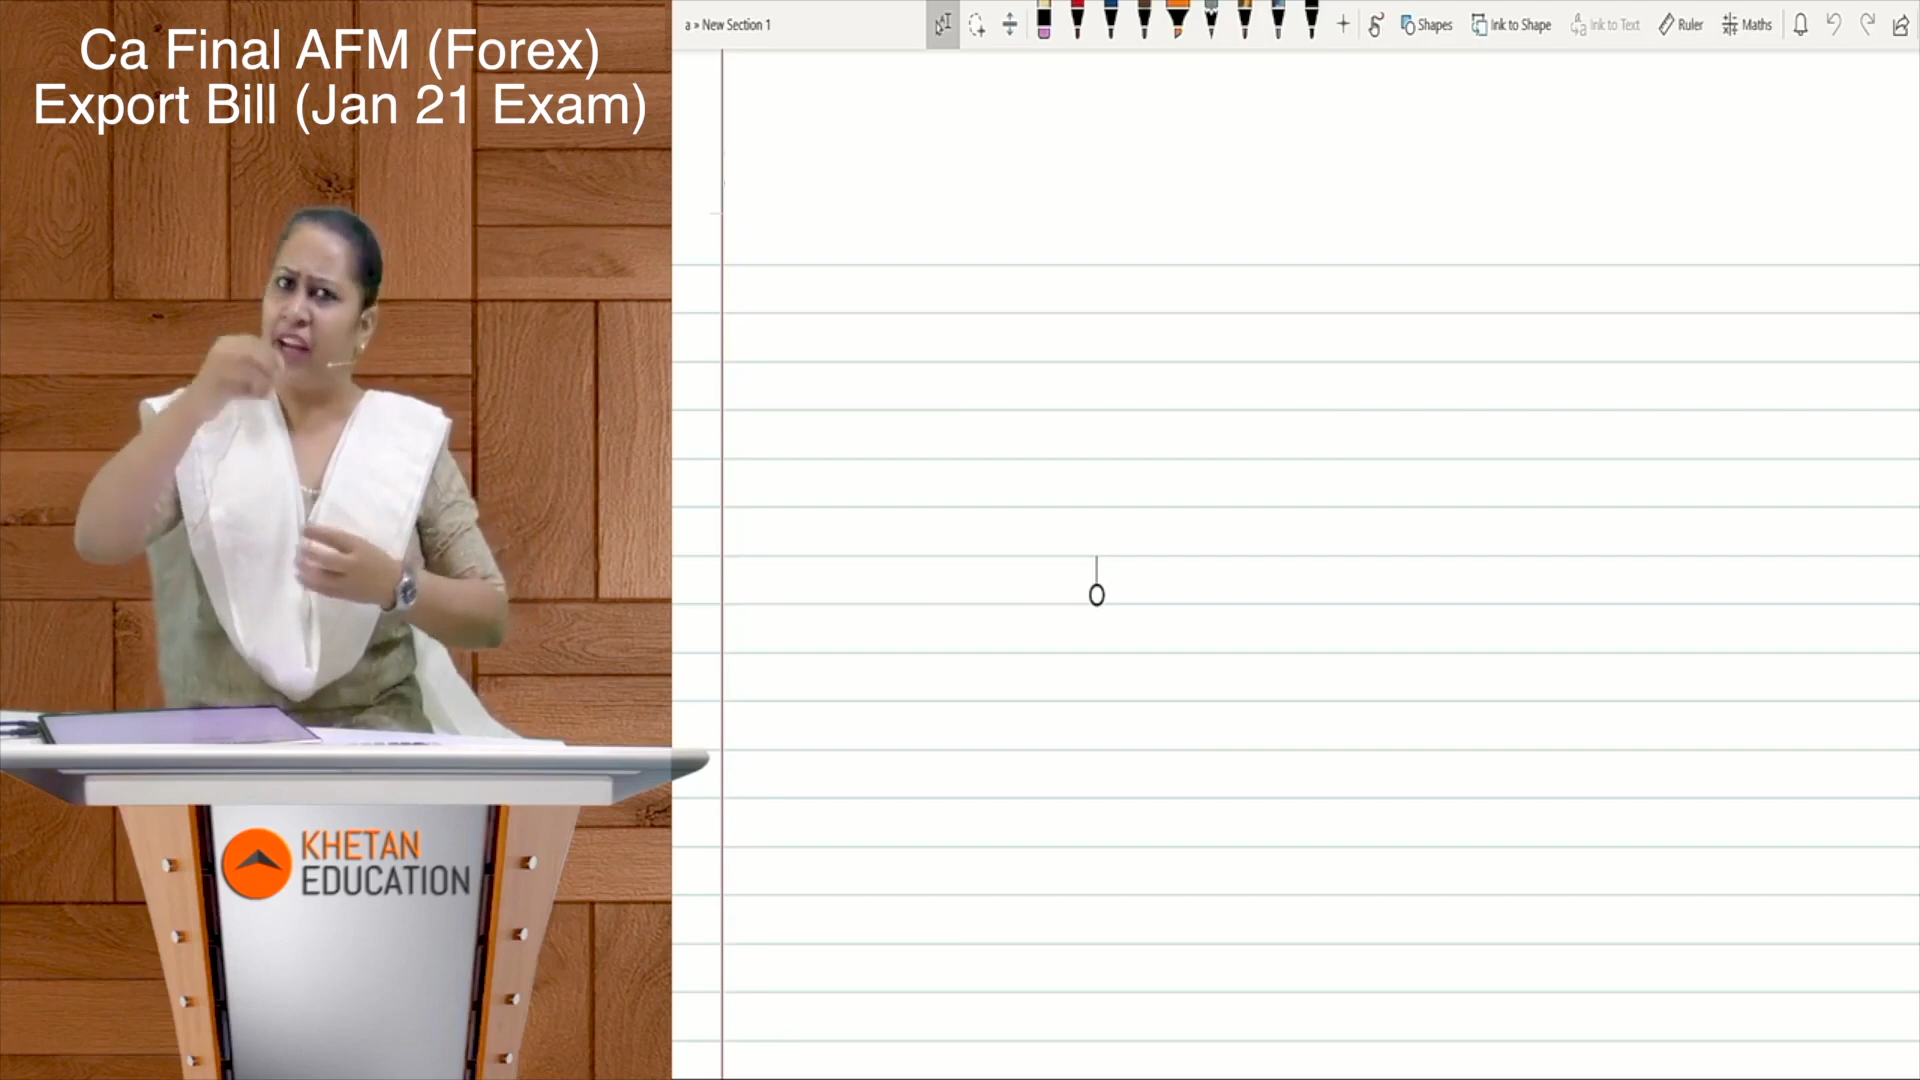 Ca Final AFM (Forex)
Export Bill (Jan 21 Exam)
a » New Section 1
Shapes
Ink to Shape
Ink to Text
Ruler
Maths
KHETAN
EDUCATION